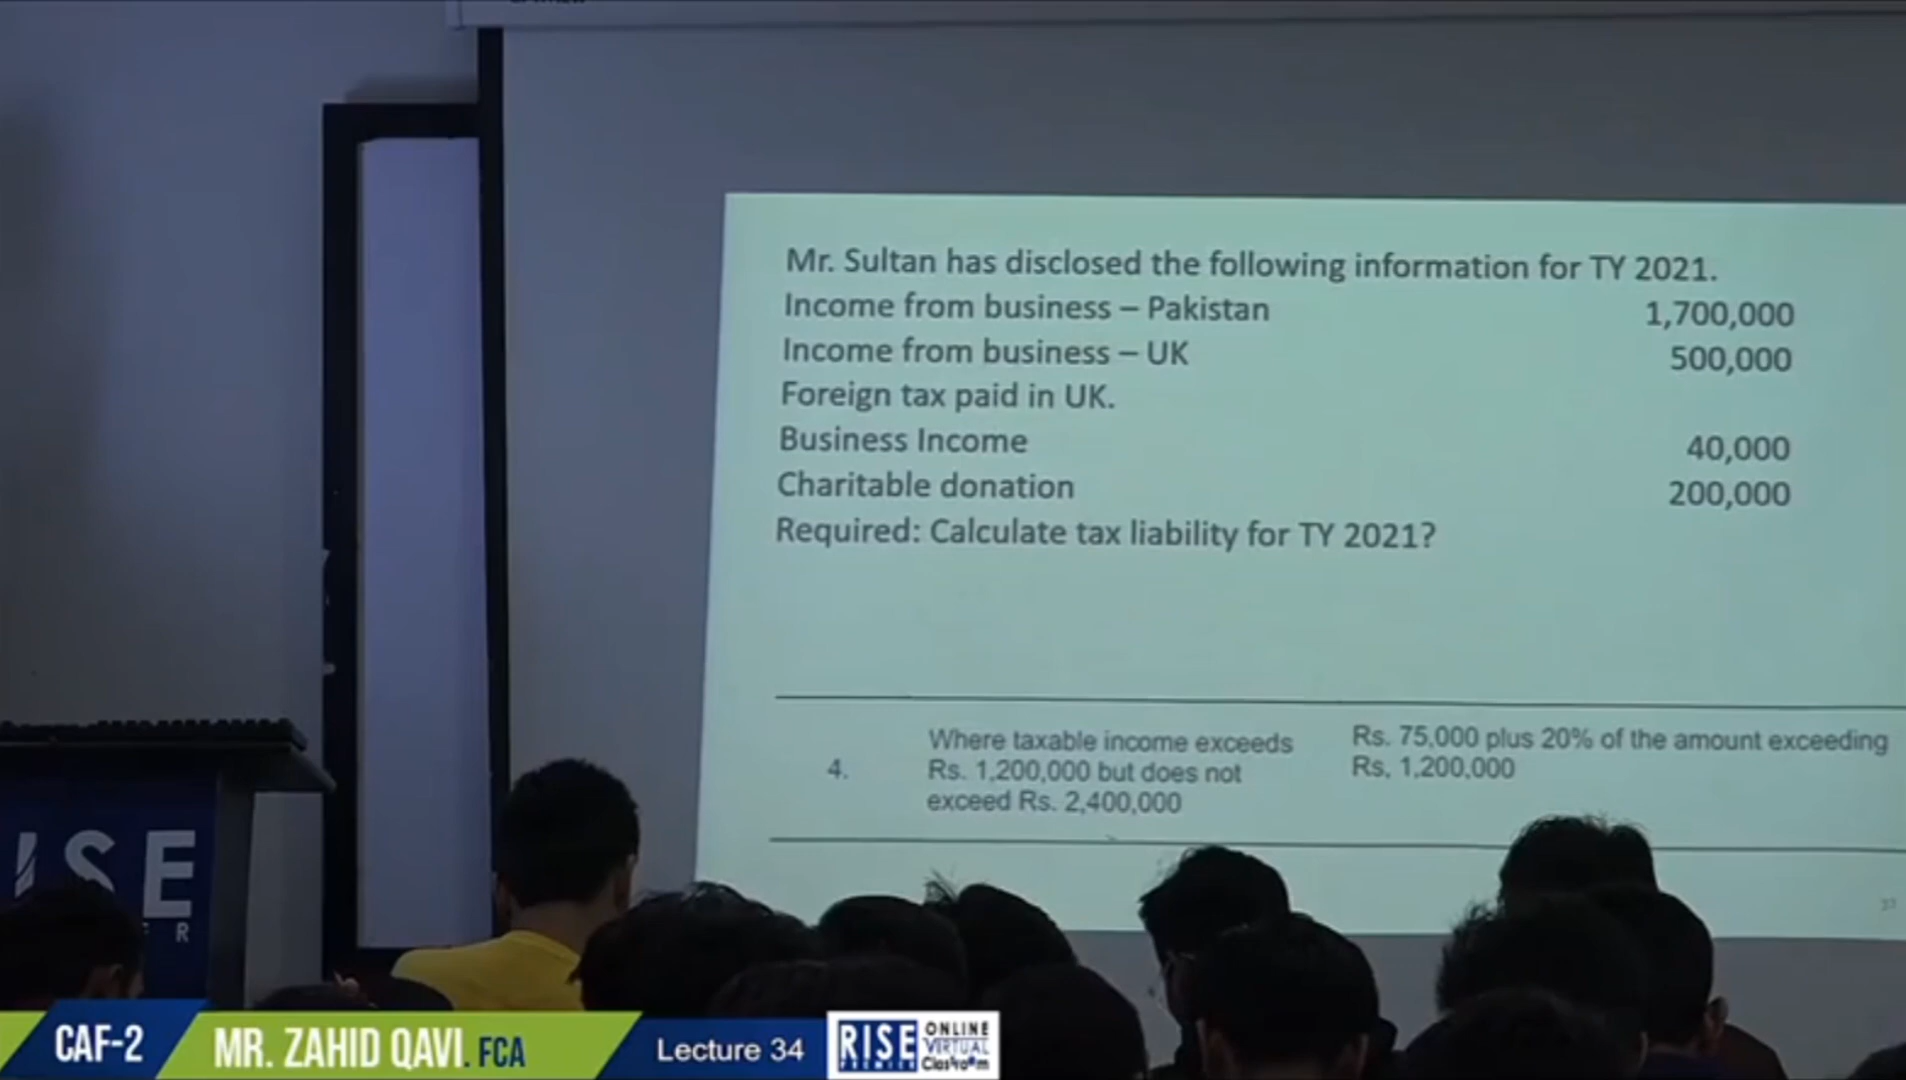 Mr. Sultan has disclosed the following information for TY 2021.
Income from business – Pakistan 1,700,000
Income from business – UK 500,000
Foreign tax paid in UK.
Business Income 40,000
Charitable donation 200,000
Required: Calculate tax liability for TY 2021?
4. Where taxable income exceeds Rs. 1,200,000 but does not exceed Rs. 2,400,000
Rs. 75,000 plus 20% of the amount exceeding Rs. 1,200,000
ISE
ER
CAF-2
MR. ZAHID QAVI. FCA
Lecture 34
RISE
PREMIER
ONLINE
VIRTUAL
Classroom